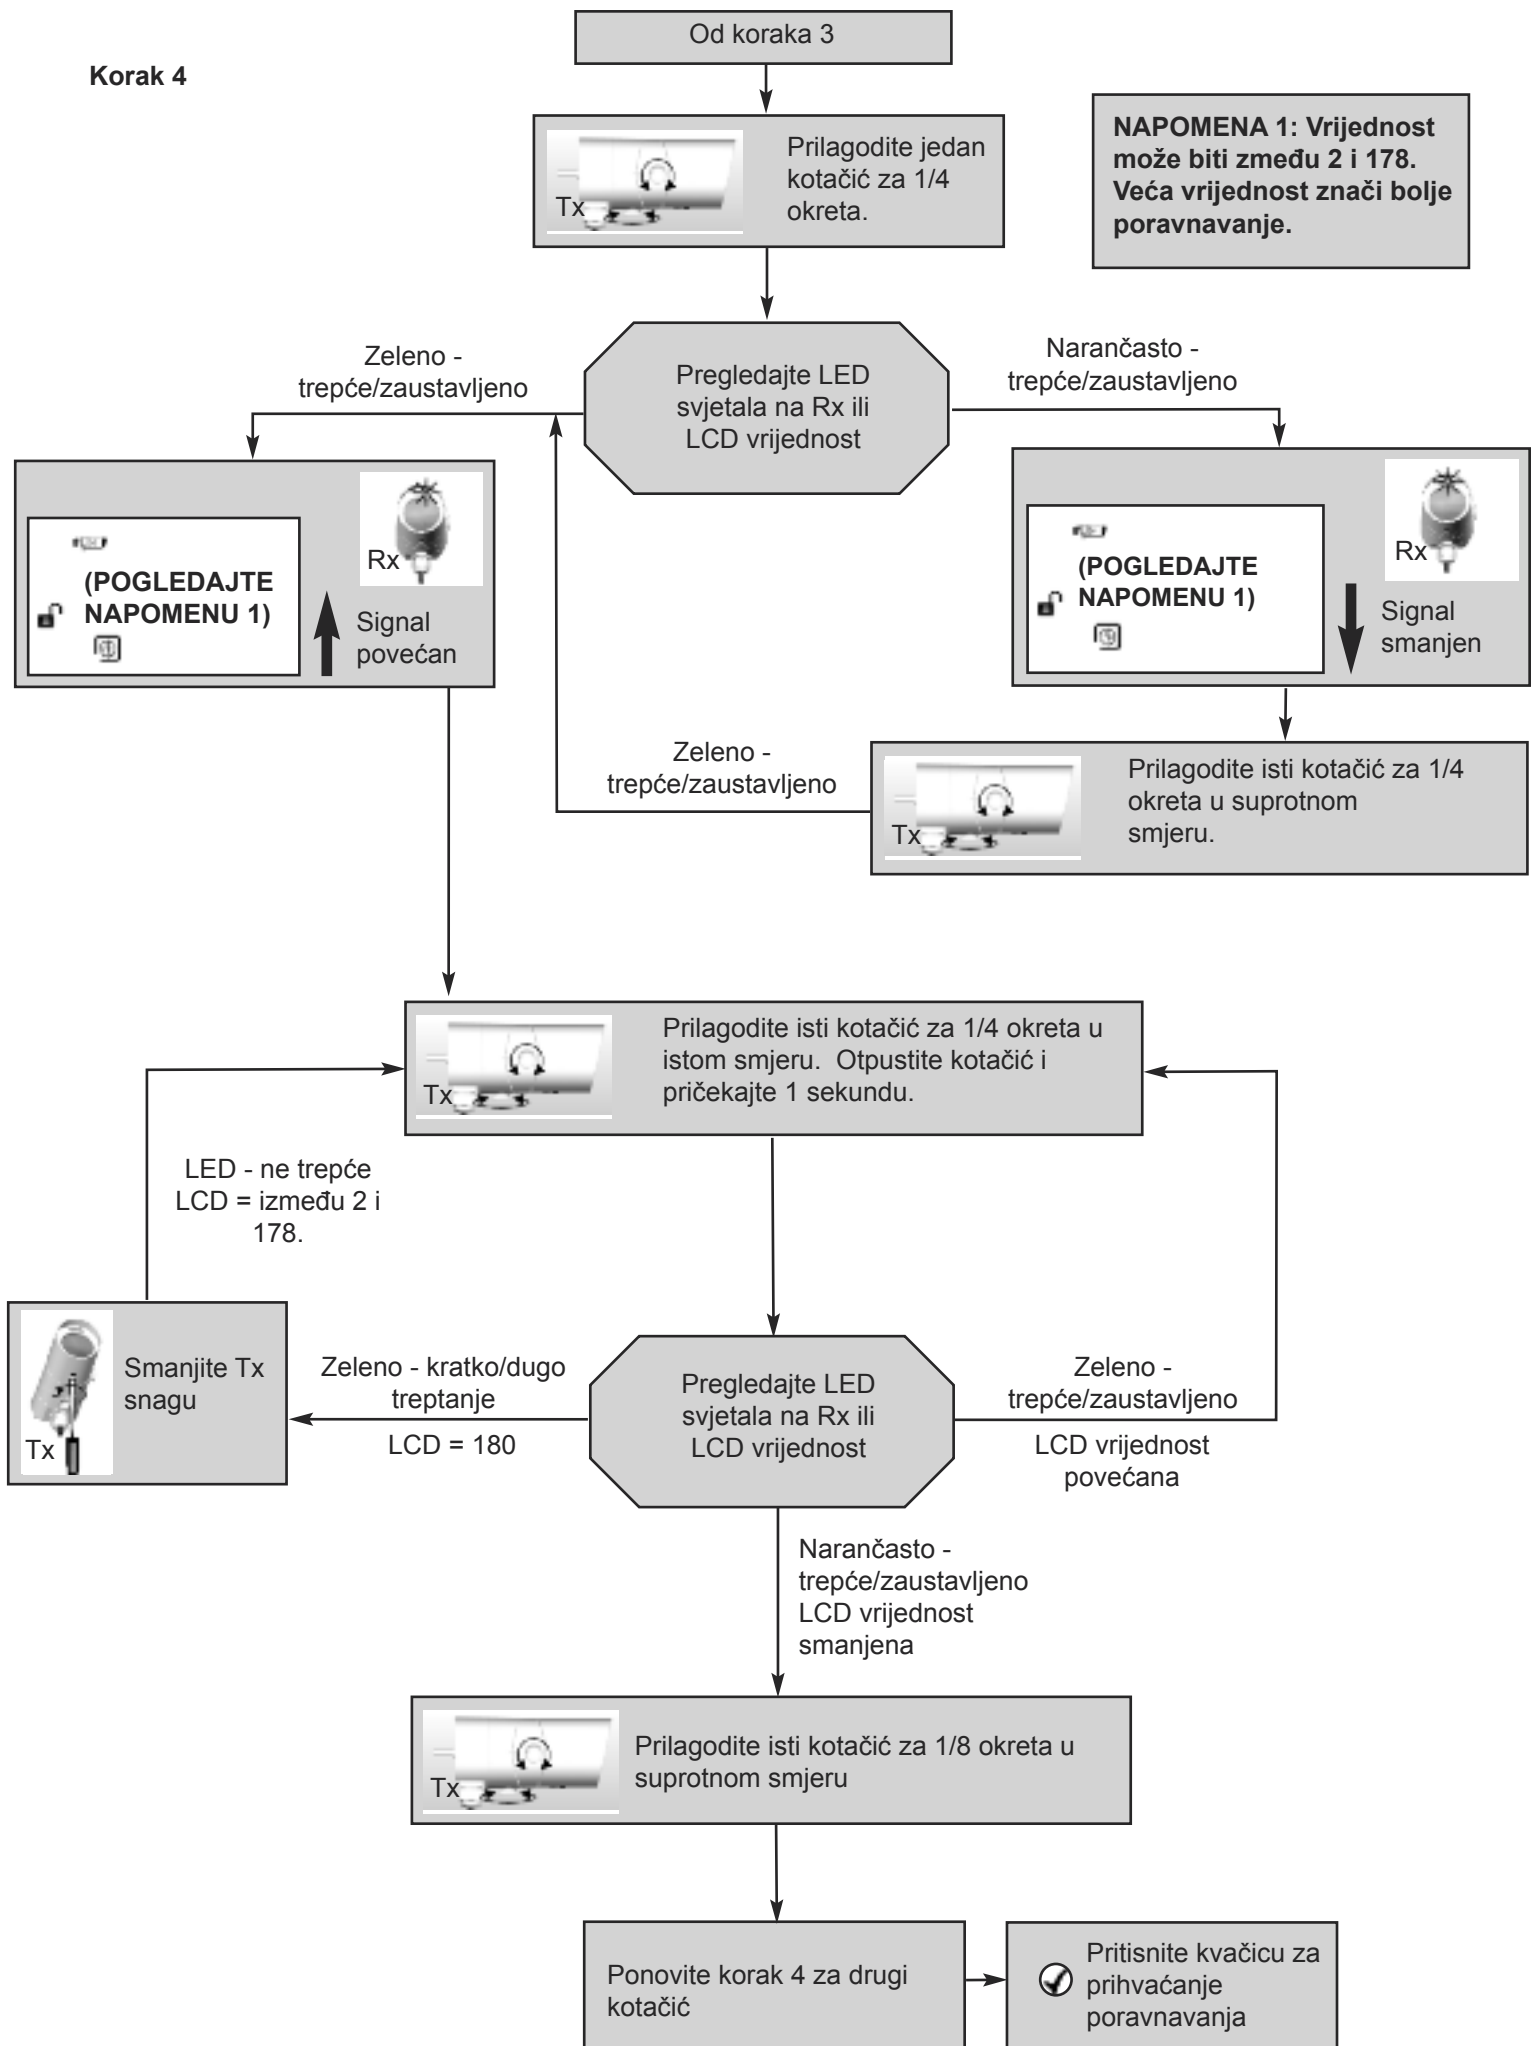 Od koraka 3
Korak 4
Prilagodite jedan
kotačić za 1/4
okreta.
Tx
NAPOMENA 1: Vrijednost
može biti zmeđu 2 i 178.
Veća vrijednost znači bolje
poravnavanje.
Zeleno -
trepće/zaustavljeno
Pregledajte LED
svjetala na Rx ili
LCD vrijednost
Narančasto -
trepće/zaustavljeno
Rx
(POGLEDAJTE
NAPOMENU 1)
Signal
povećan
Rx
(POGLEDAJTE
NAPOMENU 1)
Signal
smanjen
Zeleno -
trepće/zaustavljeno
Tx
Prilagodite isti kotačić za 1/4
okreta u suprotnom
smjeru.
Tx
Prilagodite isti kotačić za 1/4 okreta u
istom smjeru.  Otpustite kotačić i
pričekajte 1 sekundu.
LED - ne trepće
LCD = između 2 i
178.
Tx
Smanjite Tx
snagu
Zeleno - kratko/dugo
treptanje
LCD = 180
Pregledajte LED
svjetala na Rx ili
LCD vrijednost
Zeleno -
trepće/zaustavljeno
LCD vrijednost
povećana
Narančasto -
trepće/zaustavljeno
LCD vrijednost
smanjena
Tx
Prilagodite isti kotačić za 1/8 okreta u
suprotnom smjeru
Ponovite korak 4 za drugi
kotačić
Pritisnite kvačicu za
prihvaćanje
poravnavanja